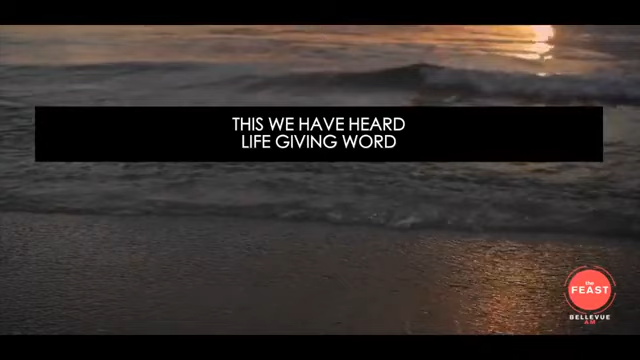 THIS WE HAVE HEARD
LIFE GIVING WORD
the
FEAST
BELLEVUE
AM